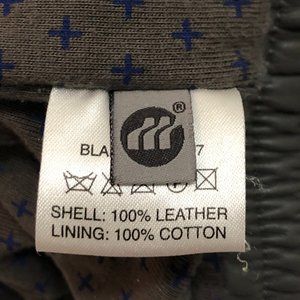 ®
BLA 7
SHELL: 100% LEATHER
LINING: 100% COTTON